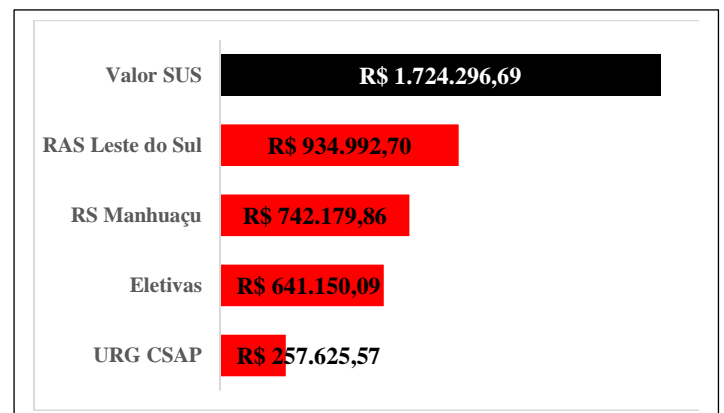 Valor SUS R$ 1.724.296,69
RAS Leste do Sul R$ 934.992,70
RS Manhuaçu R$ 742.179,86
Eletivas R$ 641.150,09
URG CSAP R$ 257.625,57